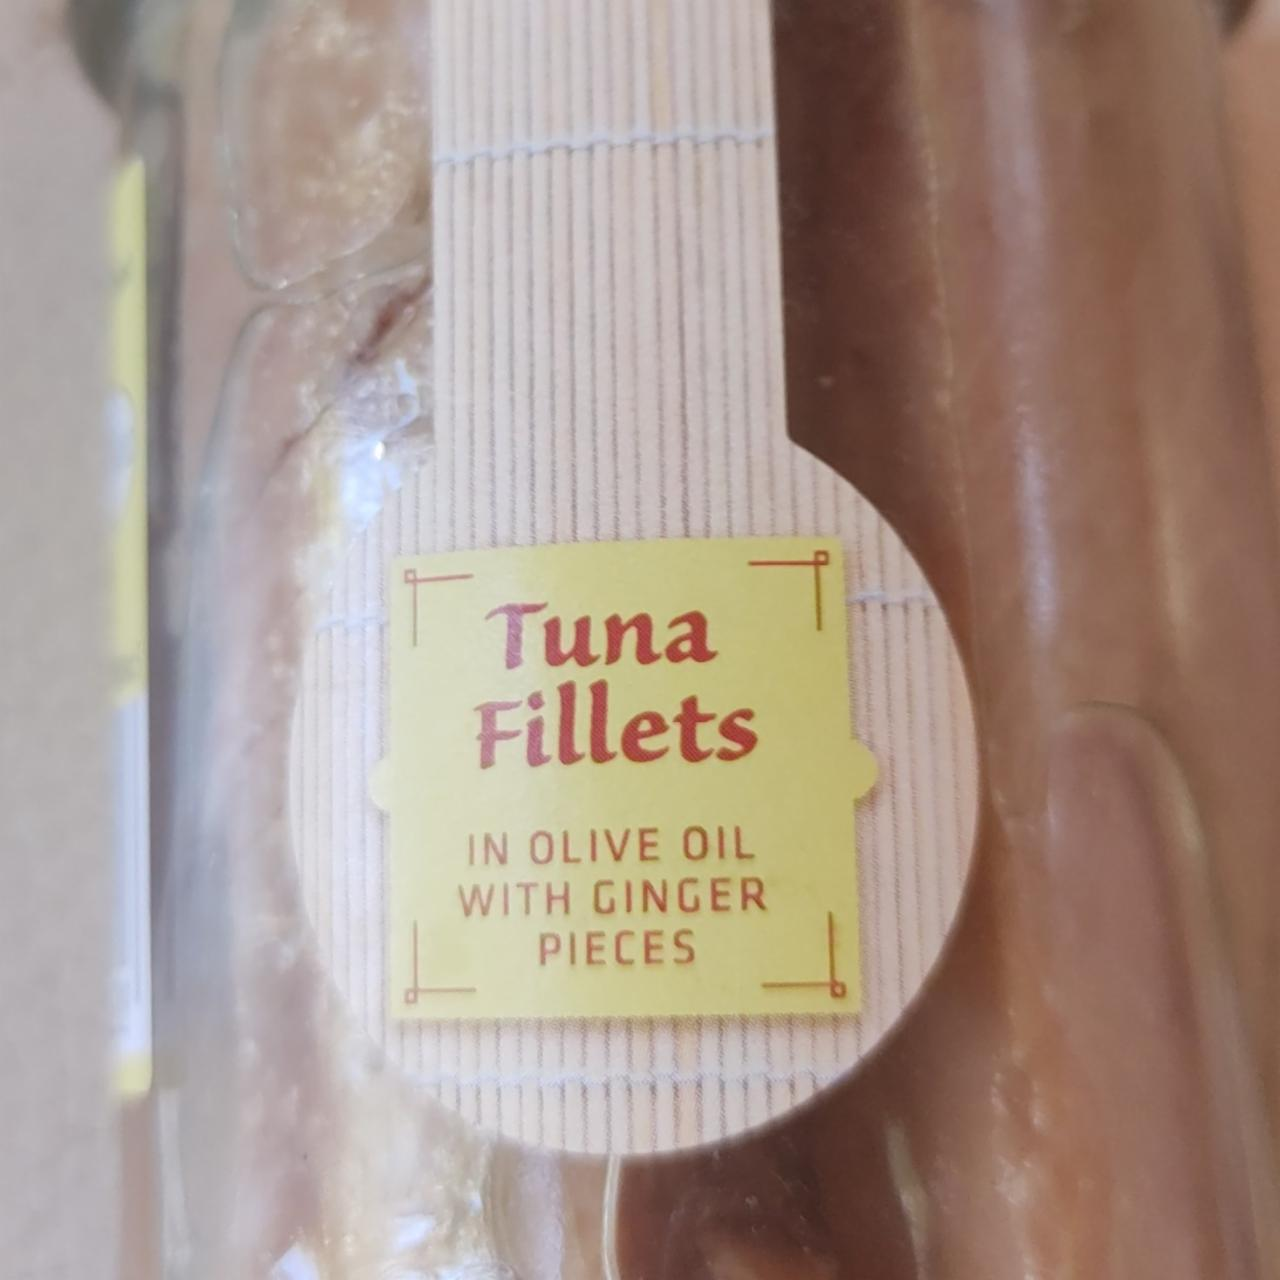 Tuna
Fillets
IN OLIVE OIL
WITH GINGER
PIECES